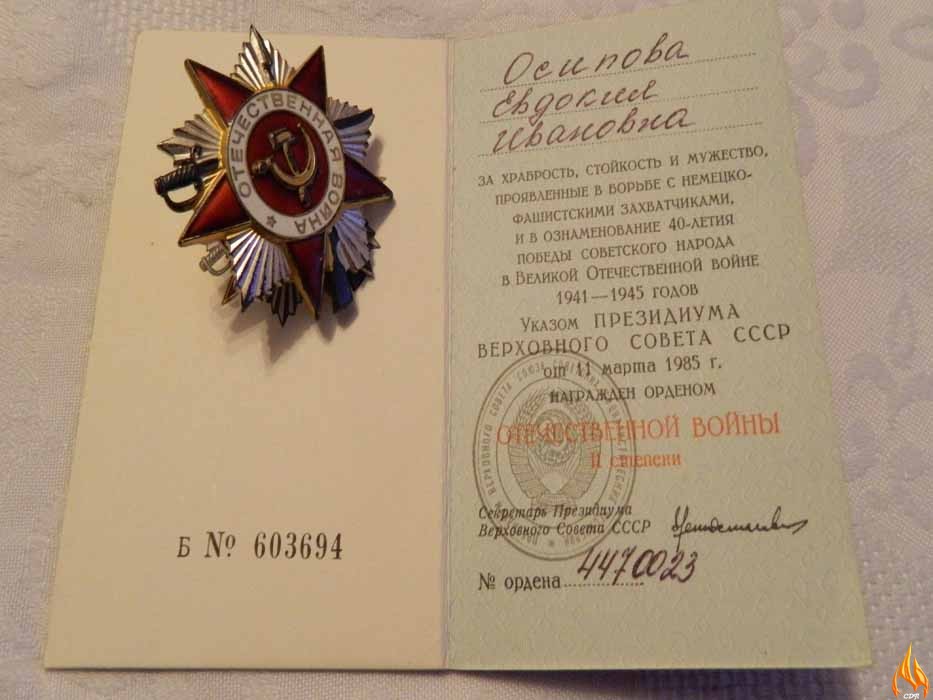 ОТЕЧЕСТВЕННАЯ ВОЙНА
Б № 603694
Осипова
Евдокия
Ивановна
ЗА ХРАБРОСТЬ, СТОЙКОСТЬ И МУЖЕСТВО,
ПРОЯВЛЕННЫЕ В БОРЬБЕ С НЕМЕЦКО-
ФАШИСТСКИМИ ЗАХВАТЧИКАМИ,
И В ОЗНАМЕНОВАНИЕ 40-ЛЕТИЯ
ПОБЕДЫ СОВЕТСКОГО НАРОДА
В ВЕЛИКОЙ ОТЕЧЕСТВЕННОЙ ВОЙНЕ
1941—1945 ГОДОВ
УКАЗОМ ПРЕЗИДИУМА
ВЕРХОВНОГО СОВЕТА СССР
от 11 марта 1985 г.
НАГРАЖДЕН ОРДЕНОМ
ОТЕЧЕСТВЕННОЙ ВОЙНЫ
II степени
Секретарь Президиума
Верховного Совета СССР
№ ордена 4470023